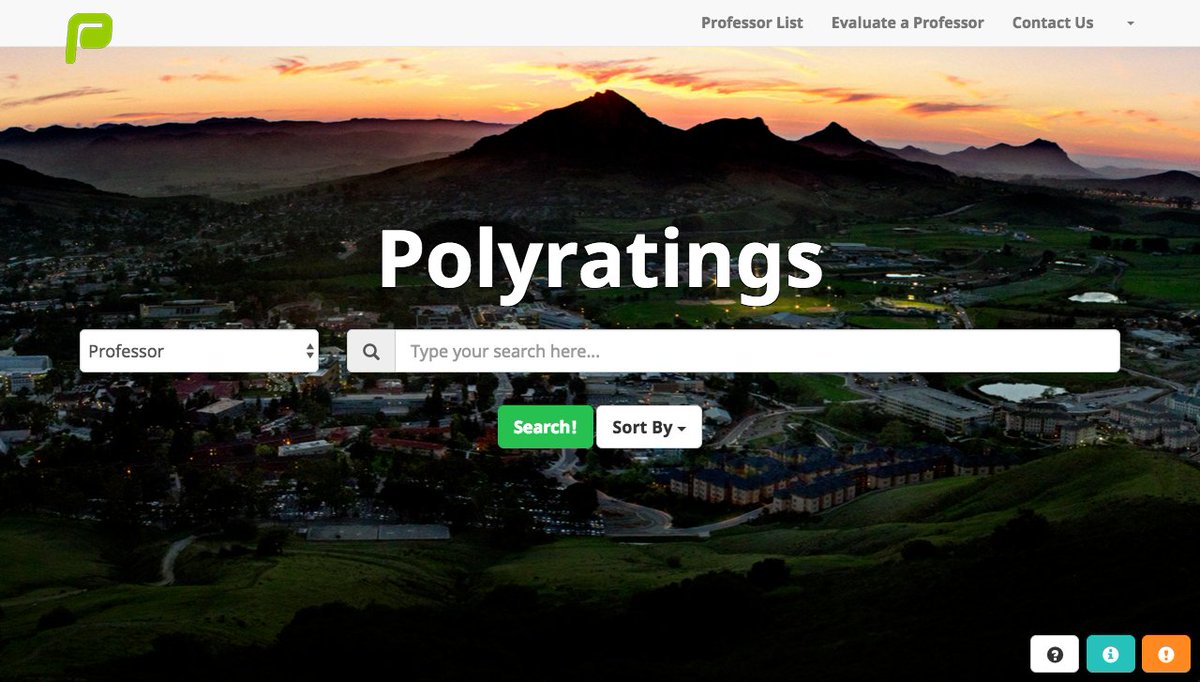 Professor List
Evaluate a Professor
Contact Us
Polyratings
Professor
Type your search here...
Search!
Sort By